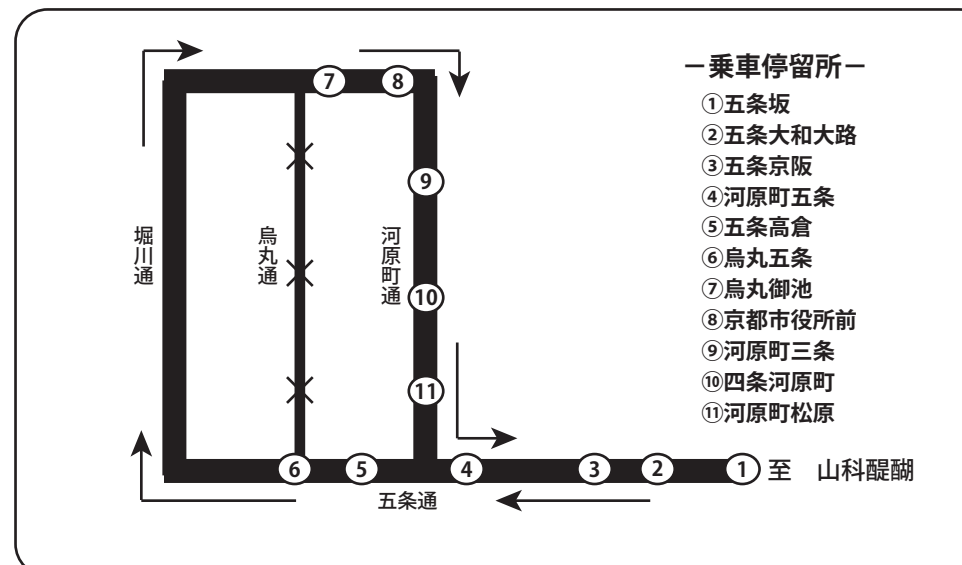 －乗車停留所－
①五条坂
②五条大和大路
③五条京阪
④河原町五条
⑤五条高倉
⑥烏丸五条
⑦烏丸御池
⑧京都市役所前
⑨河原町三条
⑩四条河原町
⑪河原町松原
7
8
9
堀川通
烏丸通
河原町通
10
11
6
5
4
3
2
1
至 山科醍醐
五条通